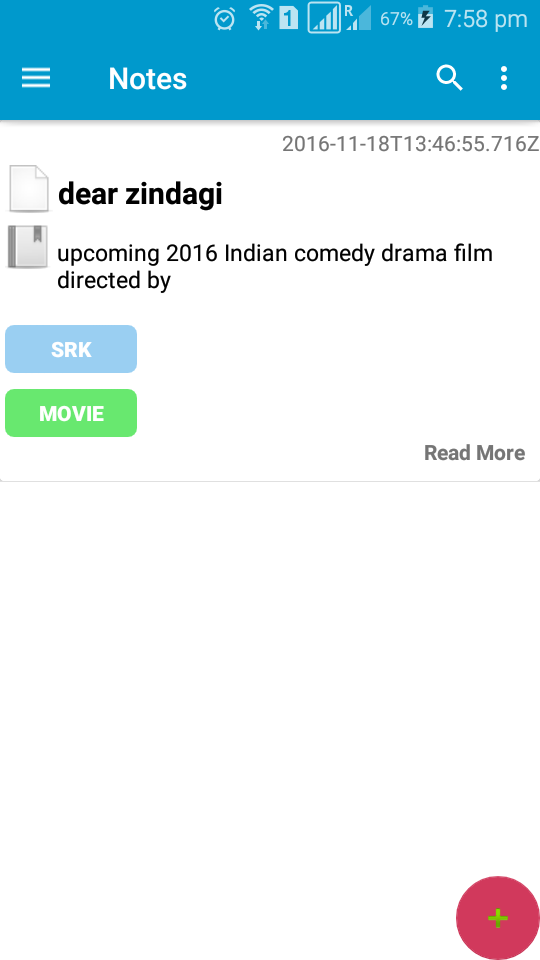 R 1 67% 7:58 pm
Notes
2016-11-18T13:46:55.716Z
dear zindagi
upcoming 2016 Indian comedy drama film
directed by
SRK
MOVIE
Read More
+